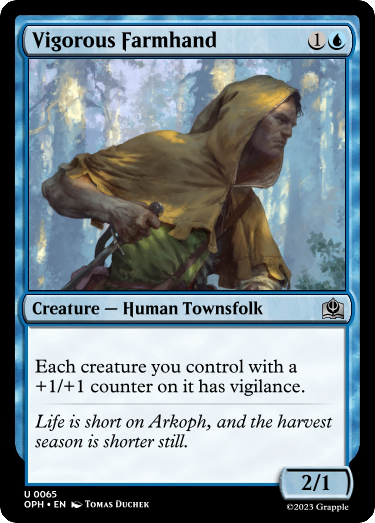 Vigorous Farmhand 1
Creature — Human Townsfolk
Each creature you control with a
+1/+1 counter on it has vigilance.
Life is short on Arkoph, and the harvest
season is shorter still.
2/1
U 0065
OPH • EN Tomas Duchek
©2023 Grapple